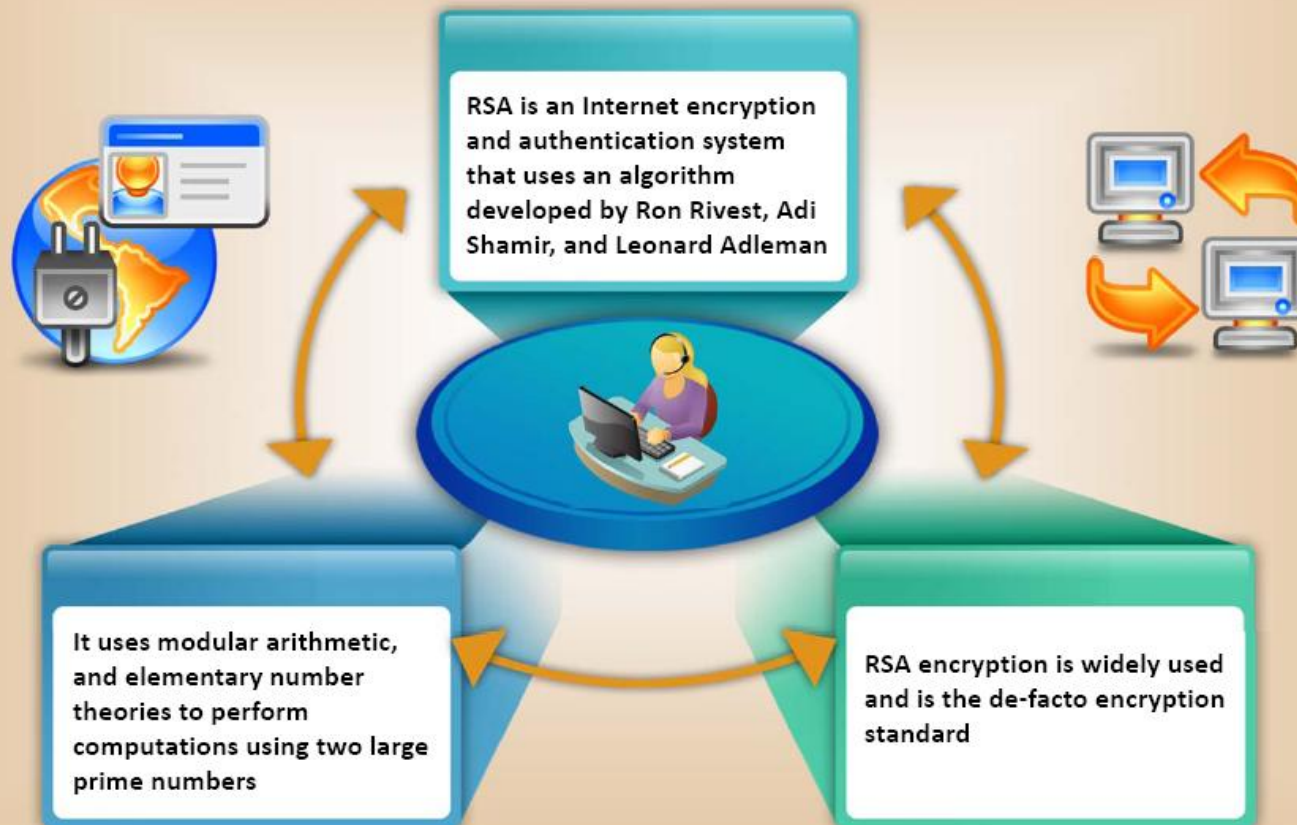 RSA is an Internet encryption
and authentication system
that uses an algorithm
developed by Ron Rivest, Adi
Shamir, and Leonard Adleman
It uses modular arithmetic,
and elementary number
theories to perform
computations using two large
prime numbers
RSA encryption is widely used
and is the de-facto encryption
standard